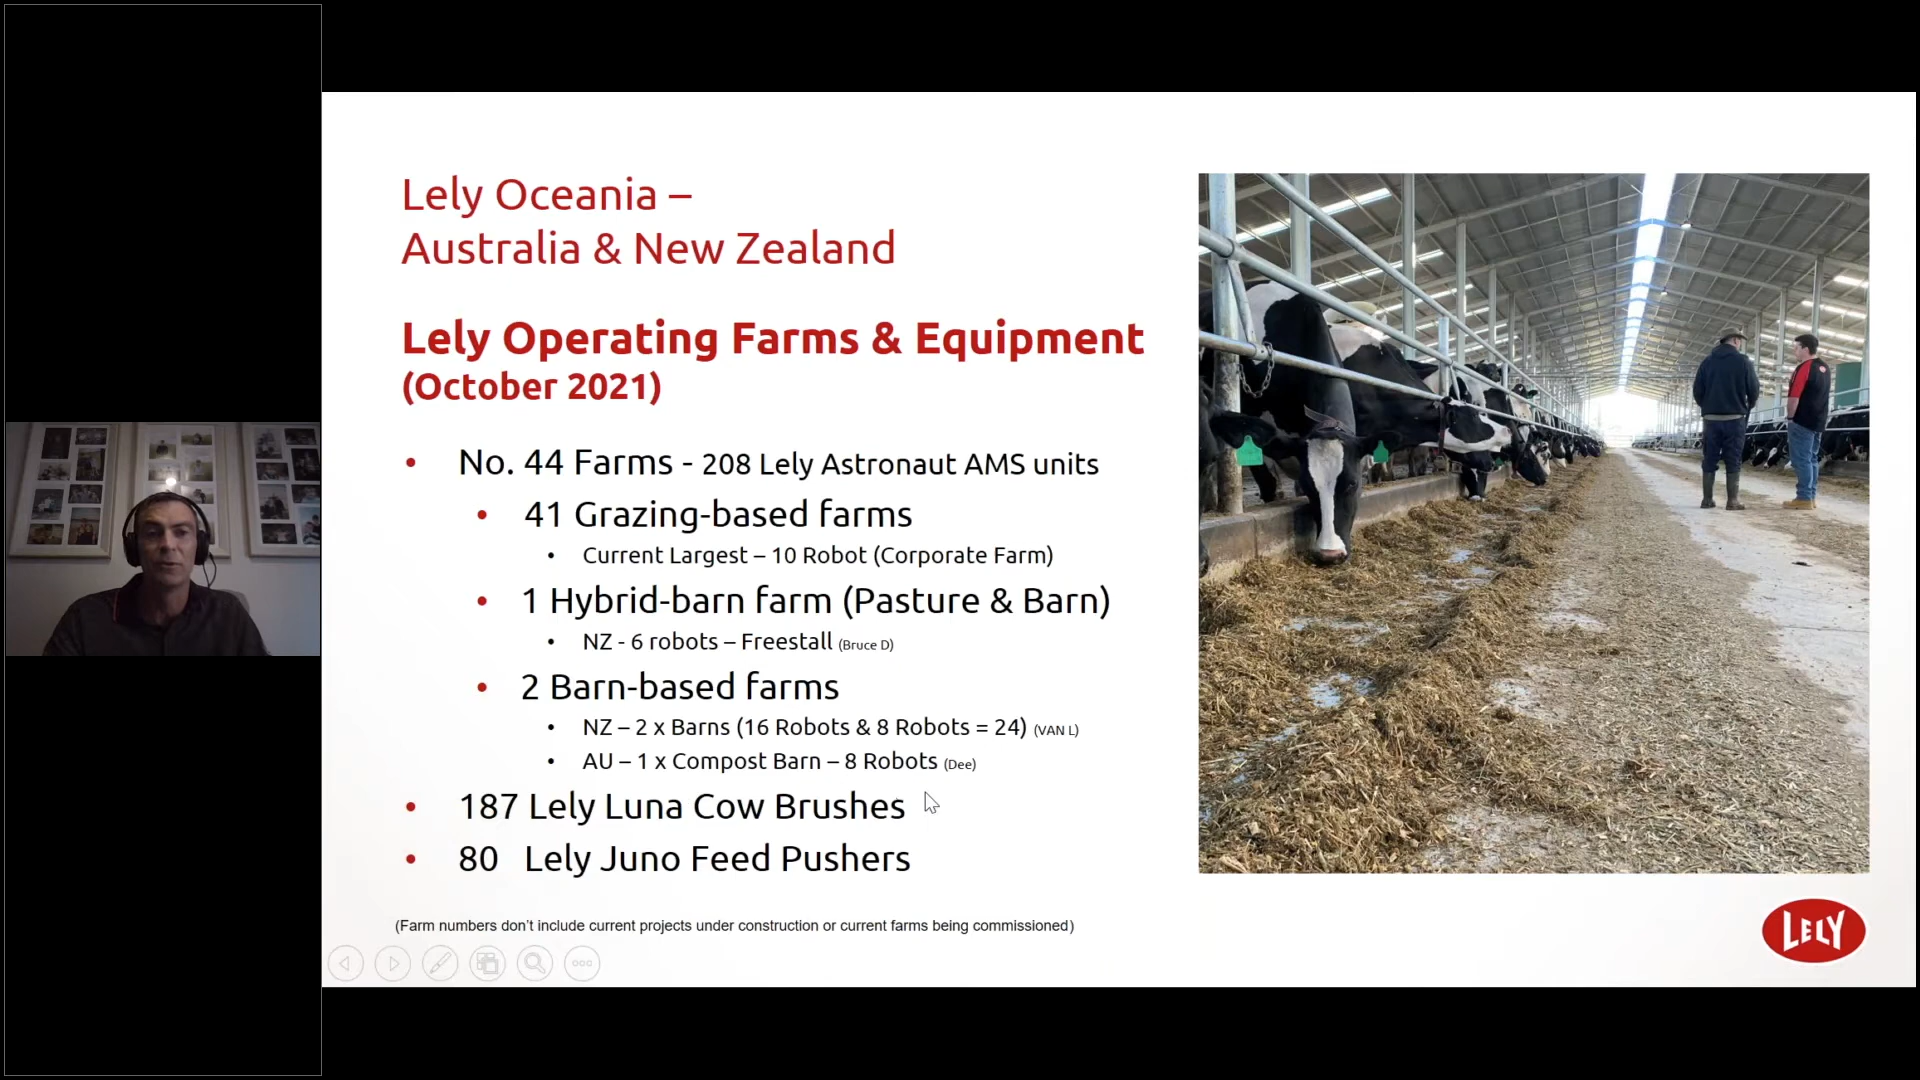 Lely Oceania –
Australia & New Zealand
Lely Operating Farms & Equipment
(October 2021)
• No. 44 Farms - 208 Lely Astronaut AMS units
• 41 Grazing-based farms
• Current Largest – 10 Robot (Corporate Farm)
• 1 Hybrid-barn farm (Pasture & Barn)
• NZ - 6 robots – Freestall (Bruce D)
• 2 Barn-based farms
• NZ – 2 x Barns (16 Robots & 8 Robots = 24) (VAN L)
• AU – 1 x Compost Barn – 8 Robots (Dee)
• 187 Lely Luna Cow Brushes
• 80 Lely Juno Feed Pushers
(Farm numbers don't include current projects under construction or current farms being commissioned)
LELY